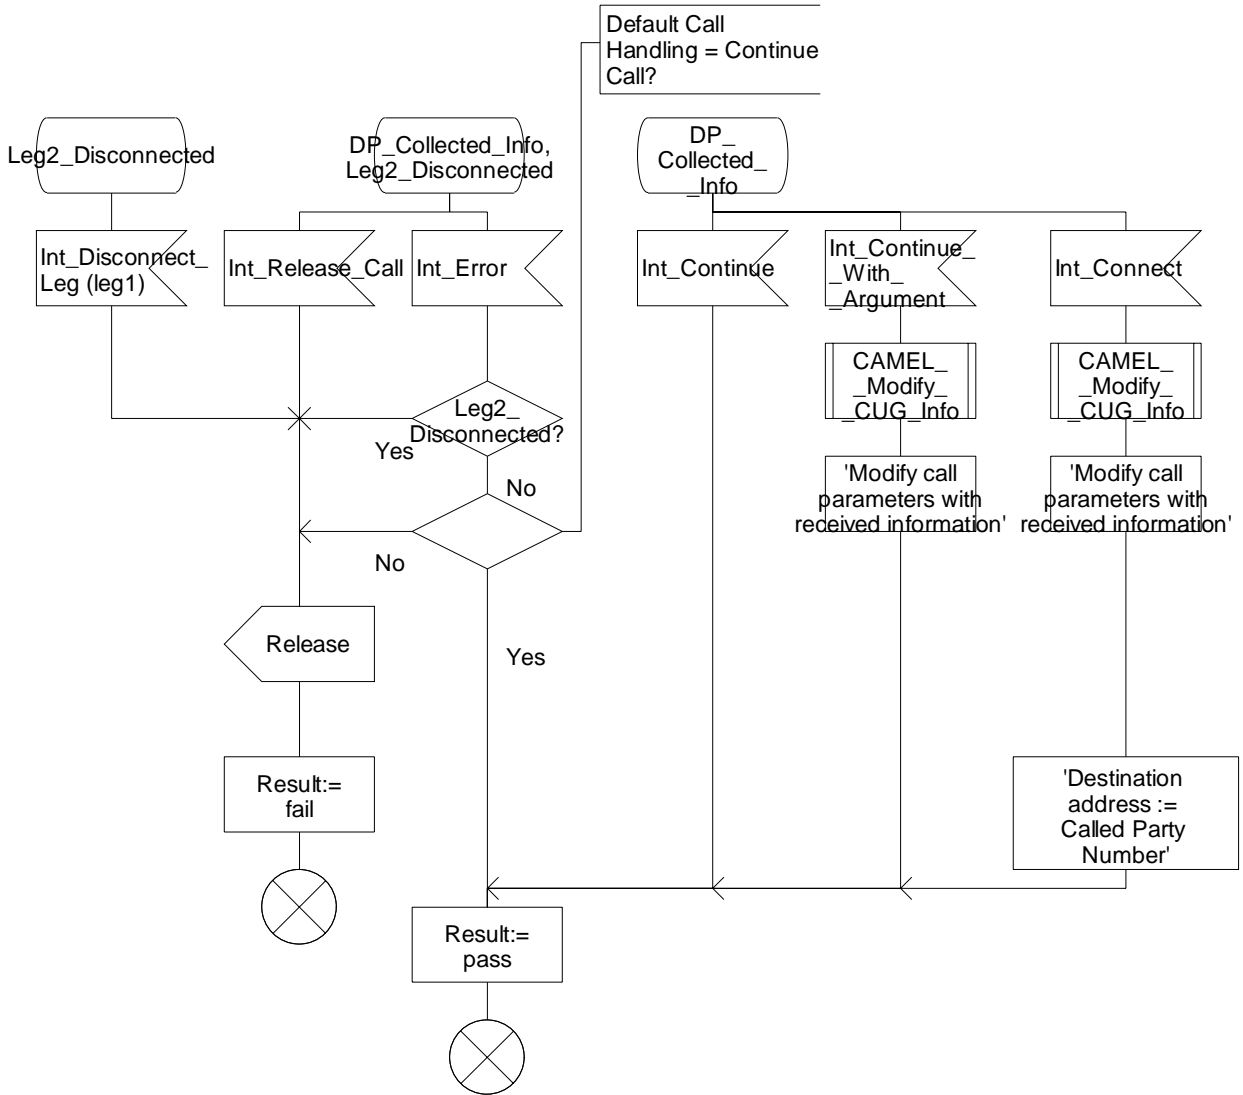 Default Call
Handling = Continue
Call?
Leg2_Disconnected
DP_Collected_Info,
Leg2_Disconnected
DP_
Collected_
_Info
Int_Disconnect_
Leg (leg1)
Int_Release_Call
Int_Error
Int_Continue
Int_Continue_
_With_
_Argument
Int_Connect
CAMEL_
_Modify_
_CUG_Info
CAMEL_
_Modify_
_CUG_Info
Leg2_
Disconnected?
Yes
No
'Modify call
parameters with
received information'
'Modify call
parameters with
received information'
No
Yes
Release
Result:=
fail
'Destination
address :=
Called Party
Number'
Result:=
pass